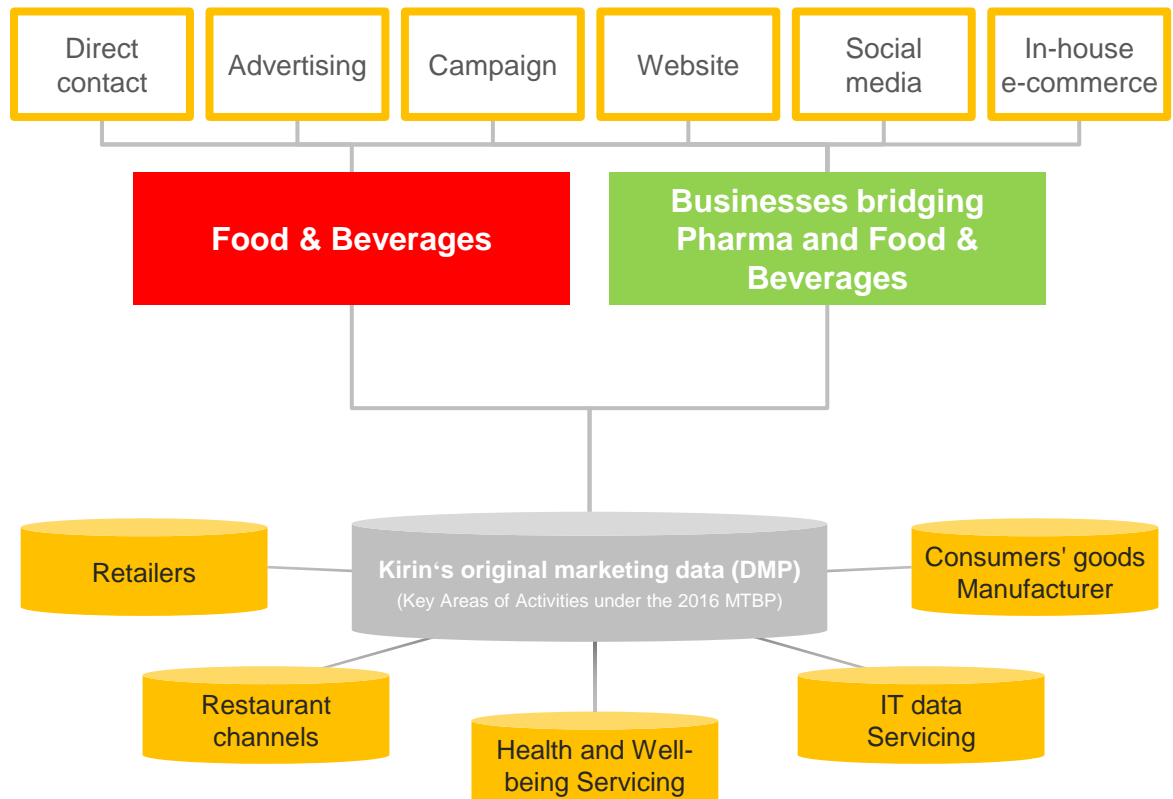 Direct
contact
Advertising
Campaign
Website
Social
media
In-house
e-commerce
Food & Beverages
Businesses bridging
Pharma and Food &
Beverages
Retailers
Kirin‘s original marketing data (DMP)
(Key Areas of Activities under the 2016 MTBP)
Consumers' goods
Manufacturer
Restaurant
channels
Health and Well-
being Servicing
IT data
Servicing